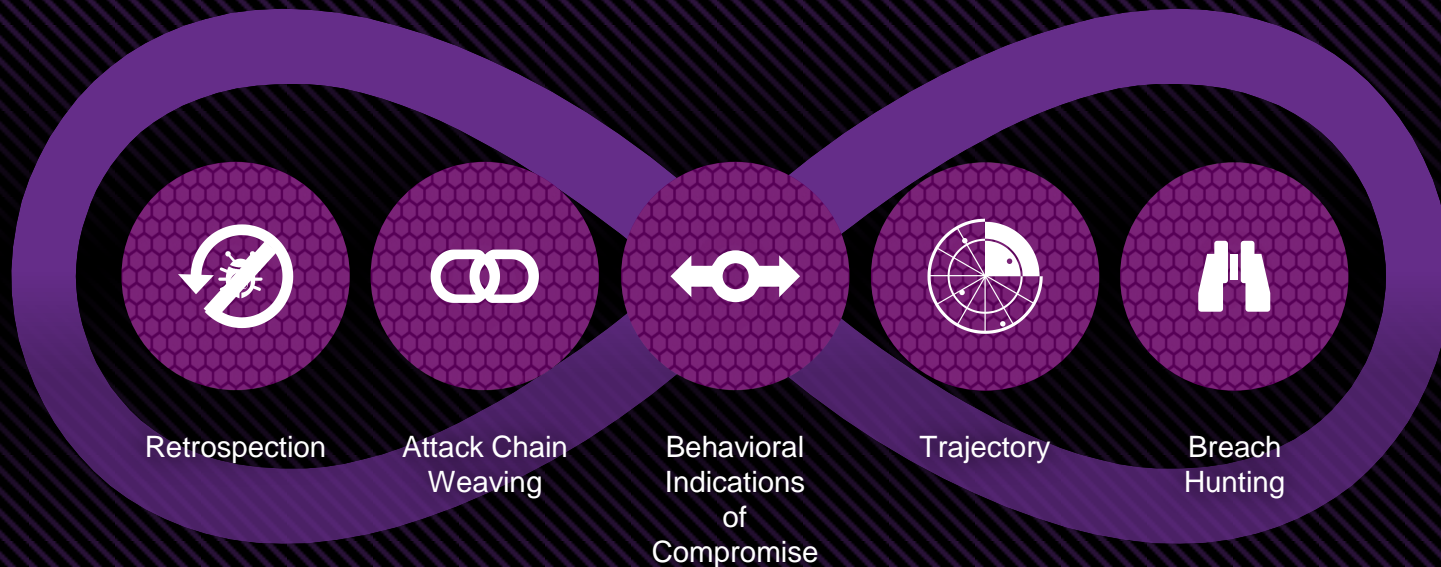 Retrospection
Attack Chain
Weaving
Behavioral
Indications
of
Compromise
Trajectory
Breach
Hunting